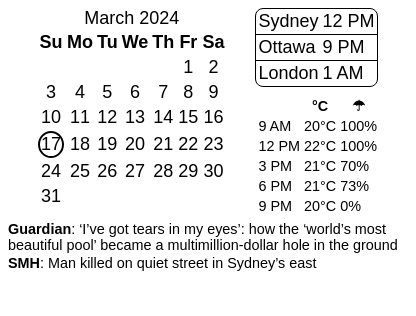 March 2024
Su Mo Tu We Th Fr Sa
1 2
3 4 5 6 7 8 9
10 11 12 13 14 15 16
17 18 19 20 21 22 23
24 25 26 27 28 29 30
31
Sydney 12 PM
Ottawa 9 PM
London 1 AM
°C ☂
9 AM 20°C 100%
12 PM 22°C 100%
3 PM 21°C 70%
6 PM 21°C 73%
9 PM 20°C 0%
Guardian: ‘I’ve got tears in my eyes’: how the ‘world’s most
beautiful pool’ became a multimillion-dollar hole in the ground
SMH: Man killed on quiet street in Sydney’s east